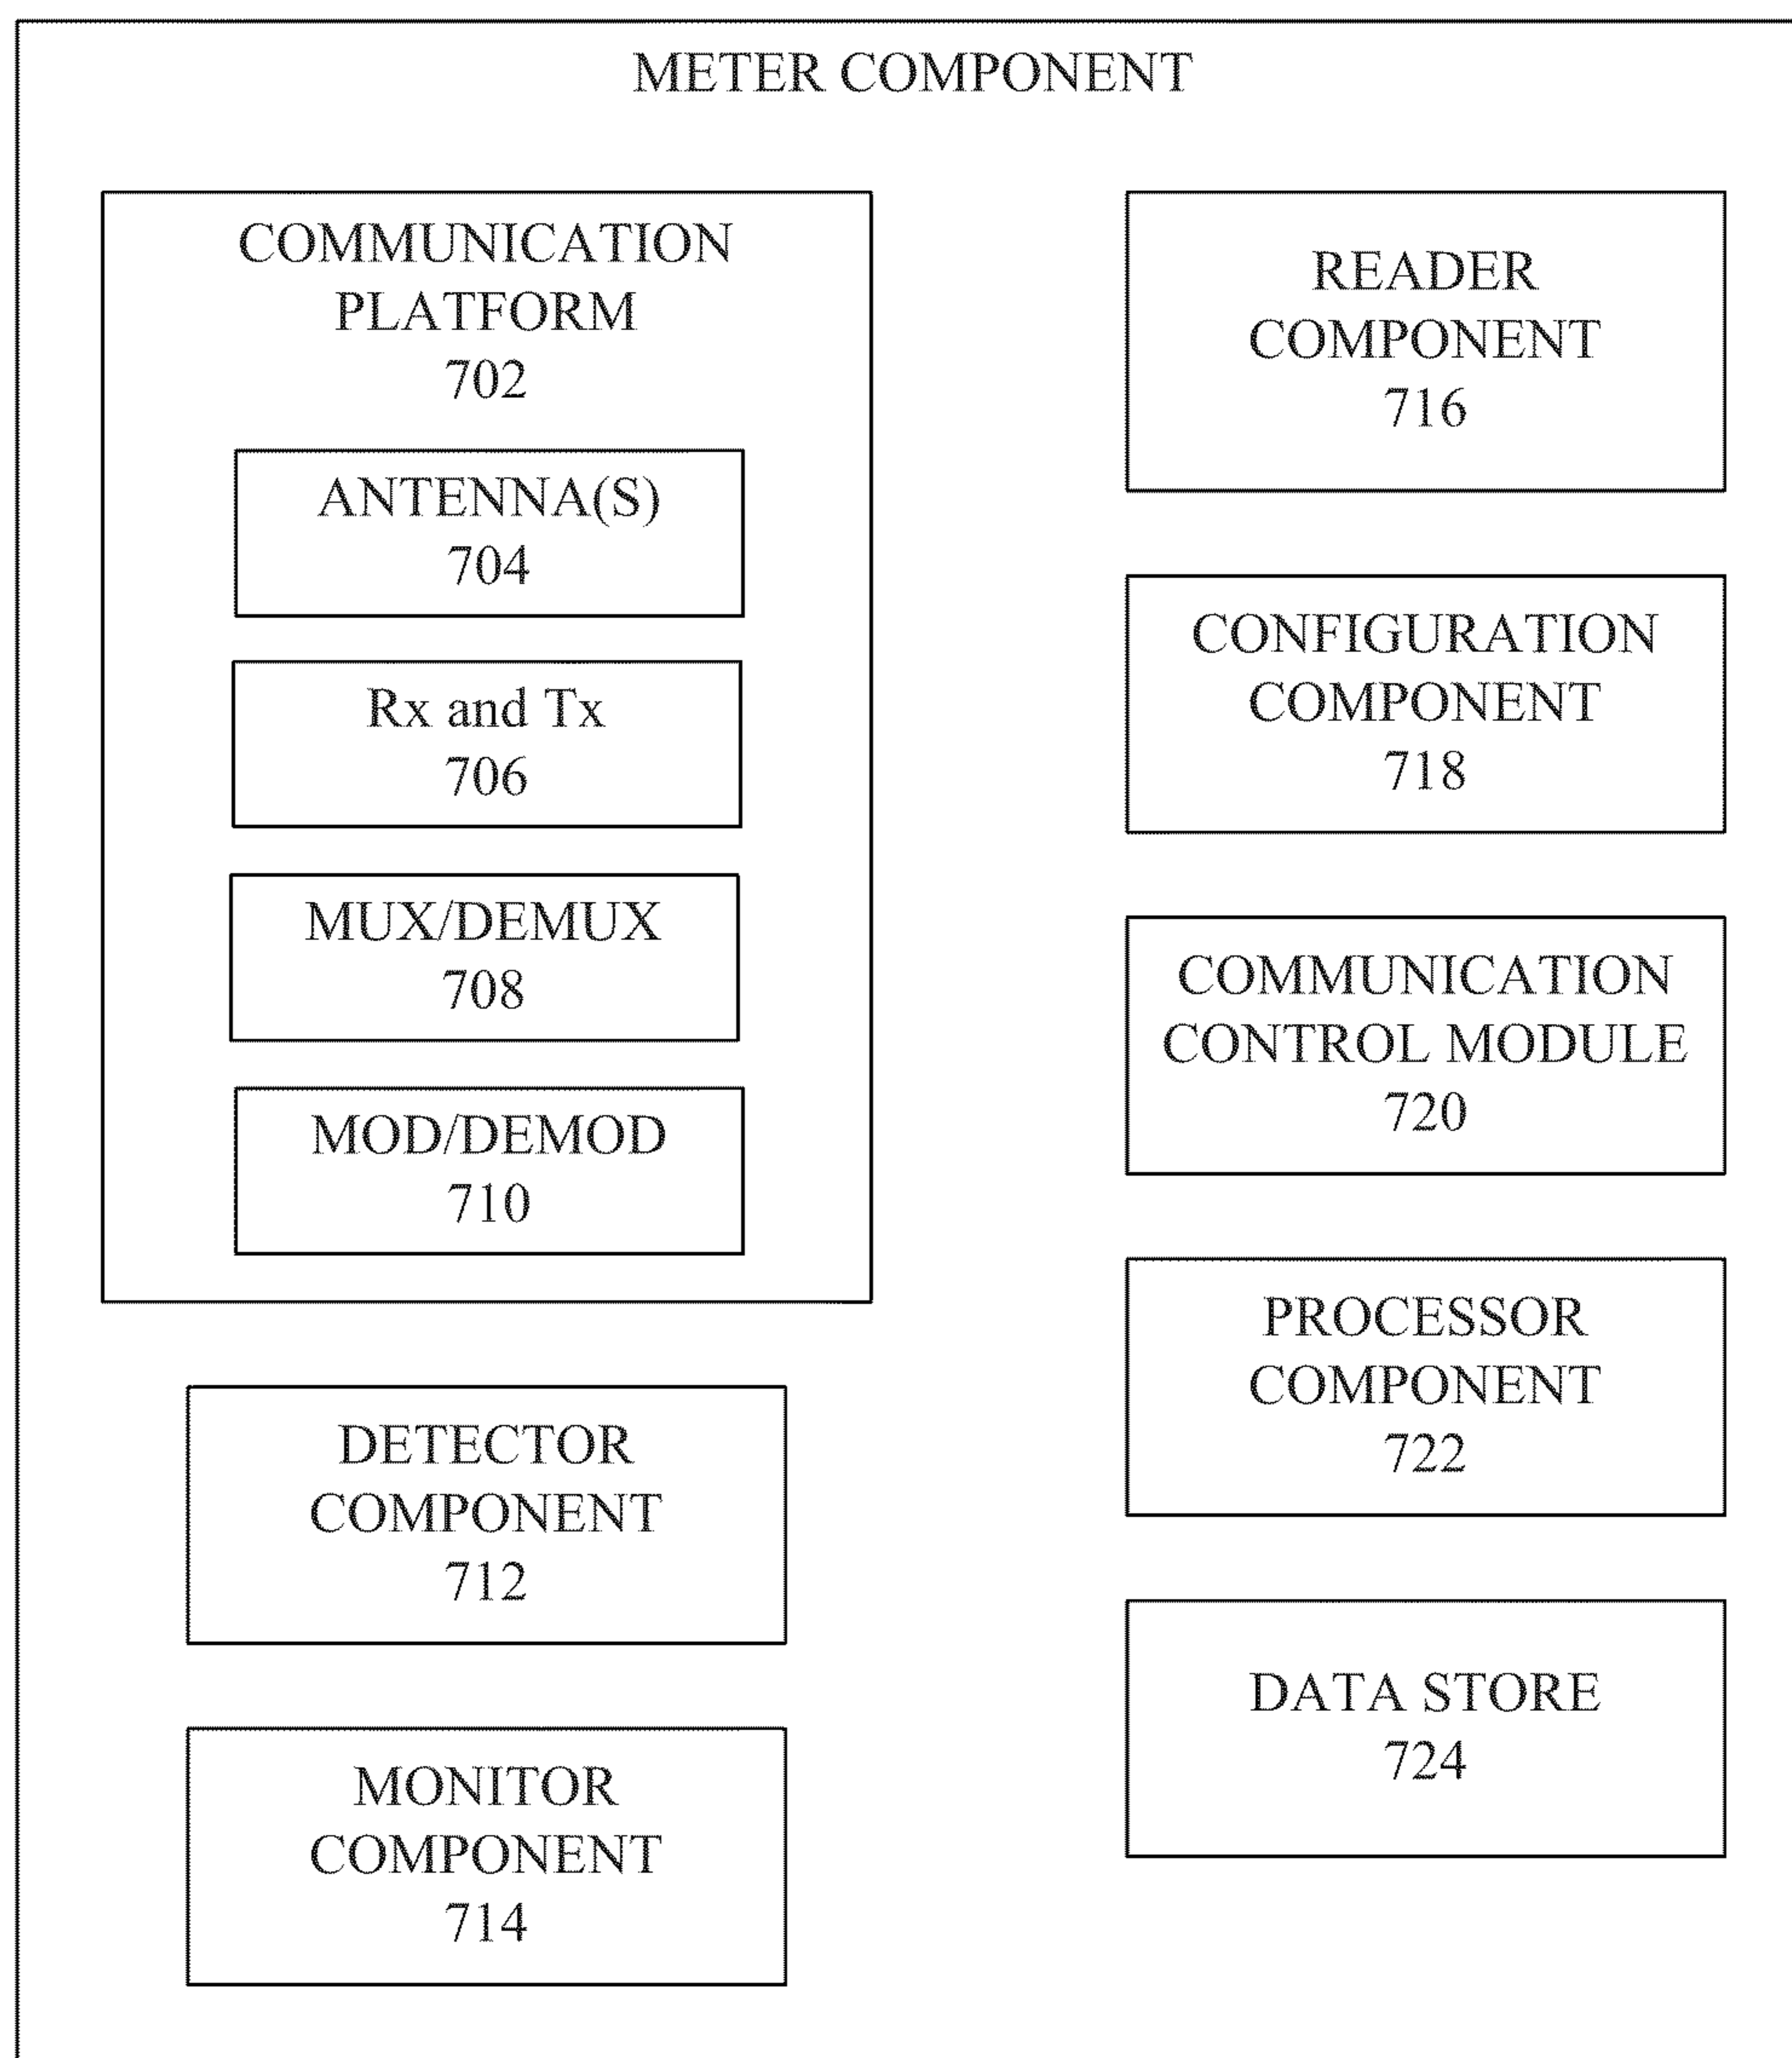 METER COMPONENT
COMMUNICATION
PLATFORM
702
ANTENNA(S)
704
Rx and Tx
706
MUX/DEMUX
708
MOD/DEMOD
710
DETECTOR
COMPONENT
712
MONITOR
COMPONENT
714
READER
COMPONENT
716
CONFIGURATION
COMPONENT
718
COMMUNICATION
CONTROL MODULE
720
PROCESSOR
COMPONENT
722
DATA STORE
724